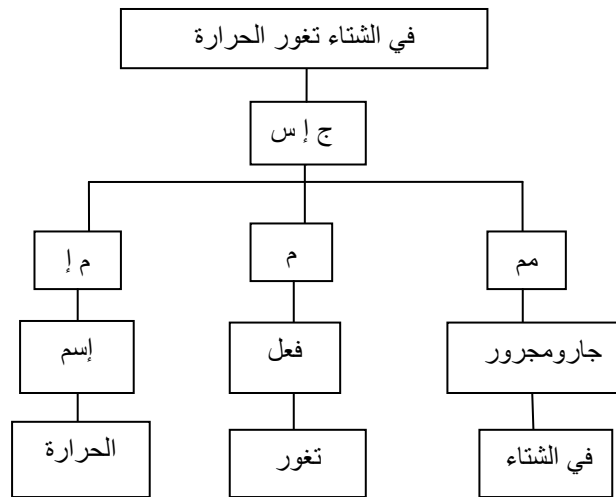 في الشتاء تغور الحرارة
ج إ س
مم
م
م إ
جارومجرور
فعل
إسم
في الشتاء
تغور
الحرارة